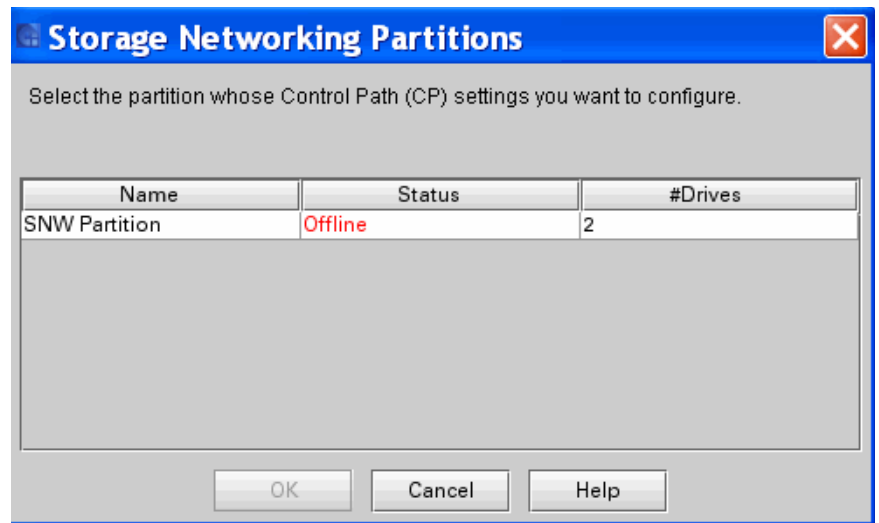 Storage Networking Partitions
Select the partition whose Control Path (CP) settings you want to configure.
Name Status #Drives
SNW Partition Offline 2
OK Cancel Help